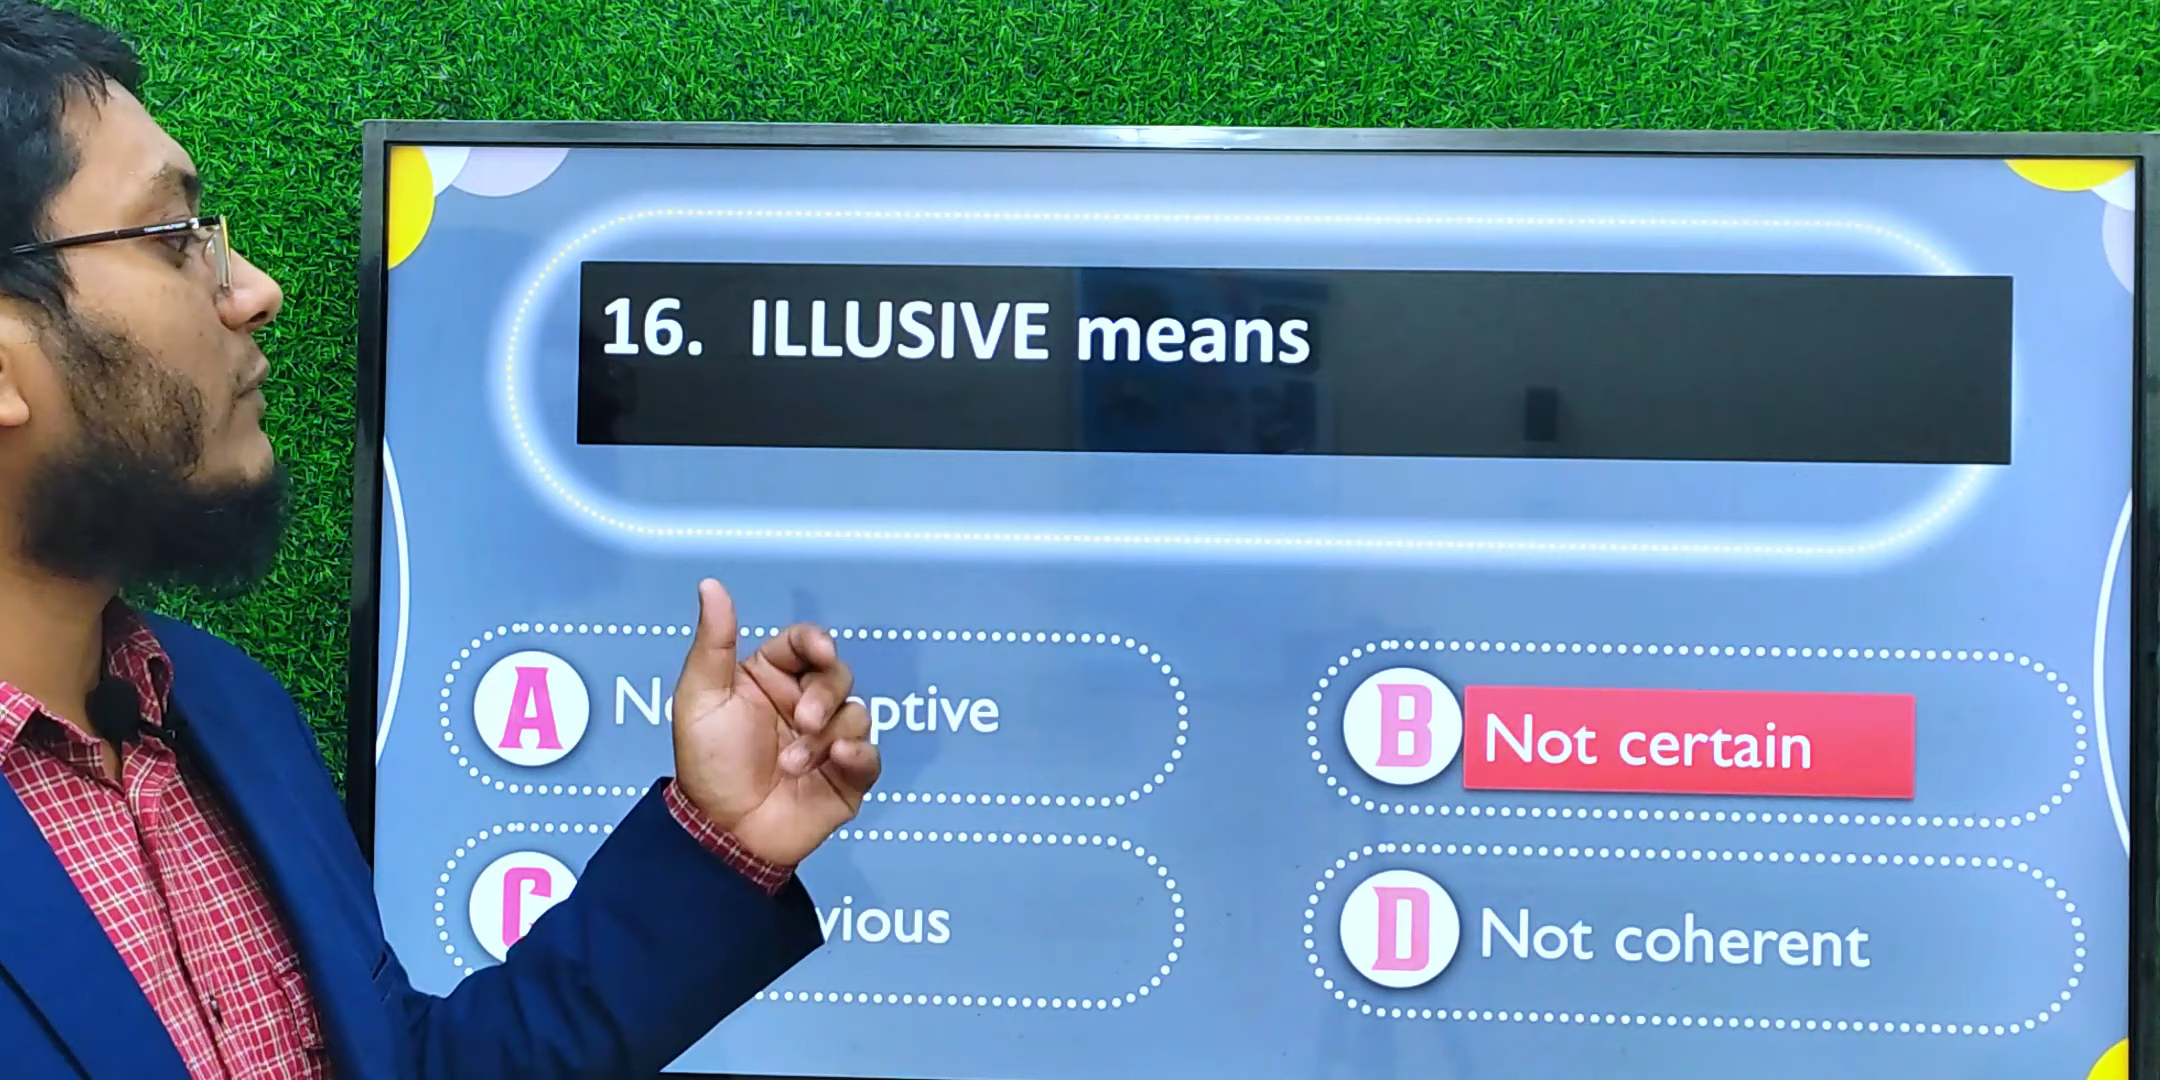 16. ILLUSIVE means
A
B Not certain
C
D Not coherent